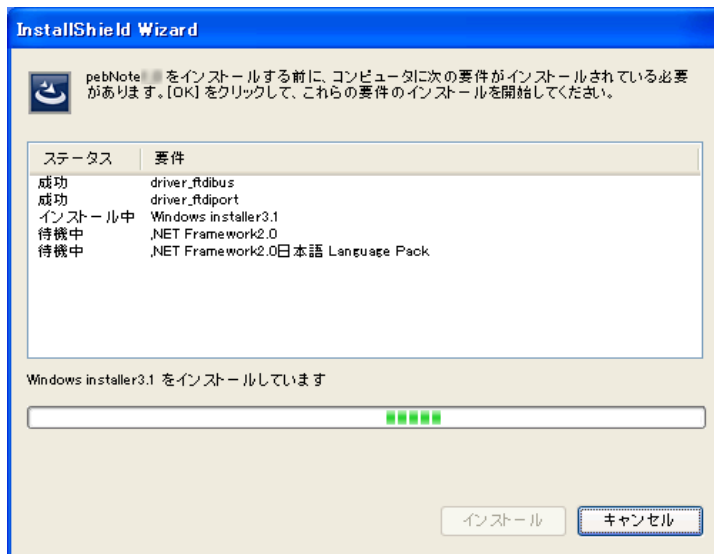 InstallShield Wizard
pebNote をインストールする前に、コンピュータに次の要件がインストールされている必要
があります。[OK] をクリックして、これらの要件のインストールを開始してください。
ステータス 要件
成功 driver_ftdibus
成功 driver_ftdiport
インストール中 Windows installer3.1
待機中 .NET Framework2.0
待機中 .NET Framework2.0日本語 Language Pack
Windows installer3.1 をインストールしています
インストール キャンセル